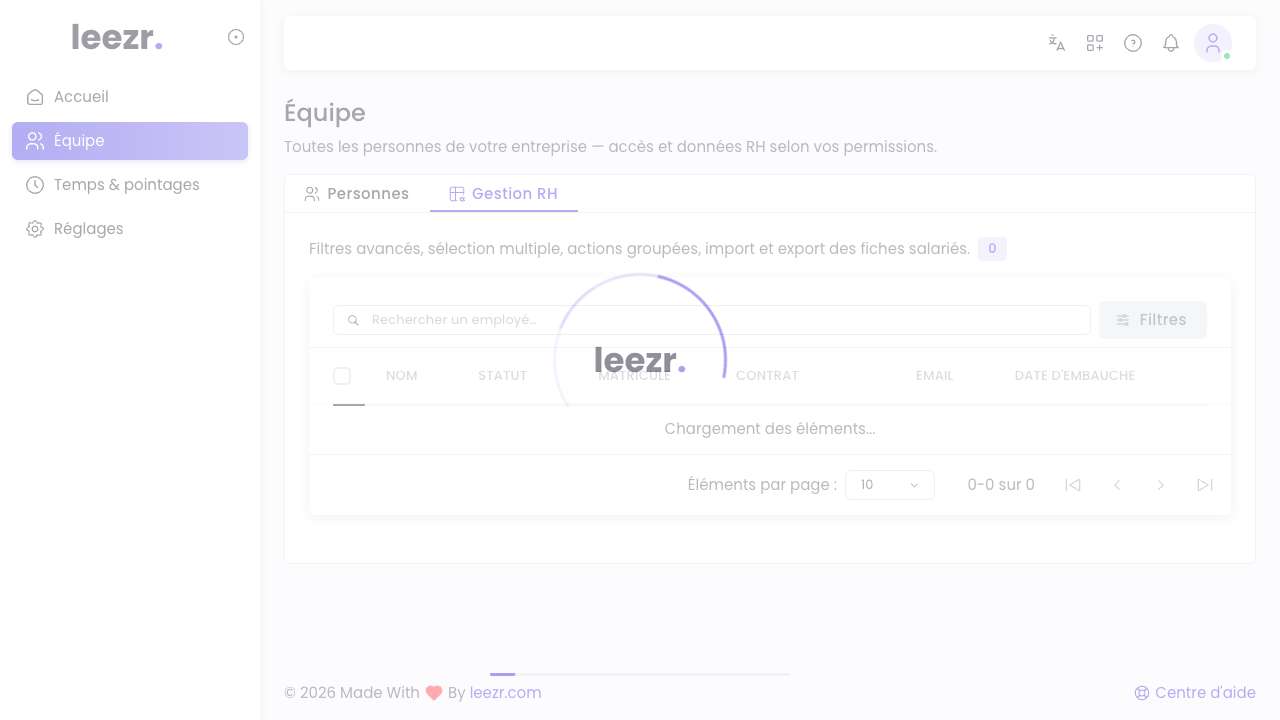 leezr.
Accueil
Équipe
Temps & pointages
Réglages
Équipe
Toutes les personnes de votre entreprise — accès et données RH selon vos permissions.
Personnes
Gestion RH
Filtres avancés, sélection multiple, actions groupées, import et export des fiches salariés. 0
Rechercher un employé...
Filtres
leezr.
NOM STATUT MATRICULE CONTRAT EMAIL DATE D'EMBAUCHE
Chargement des éléments...
Éléments par page : 10 0-0 sur 0
© 2026 Made With By leezr.com
Centre d'aide